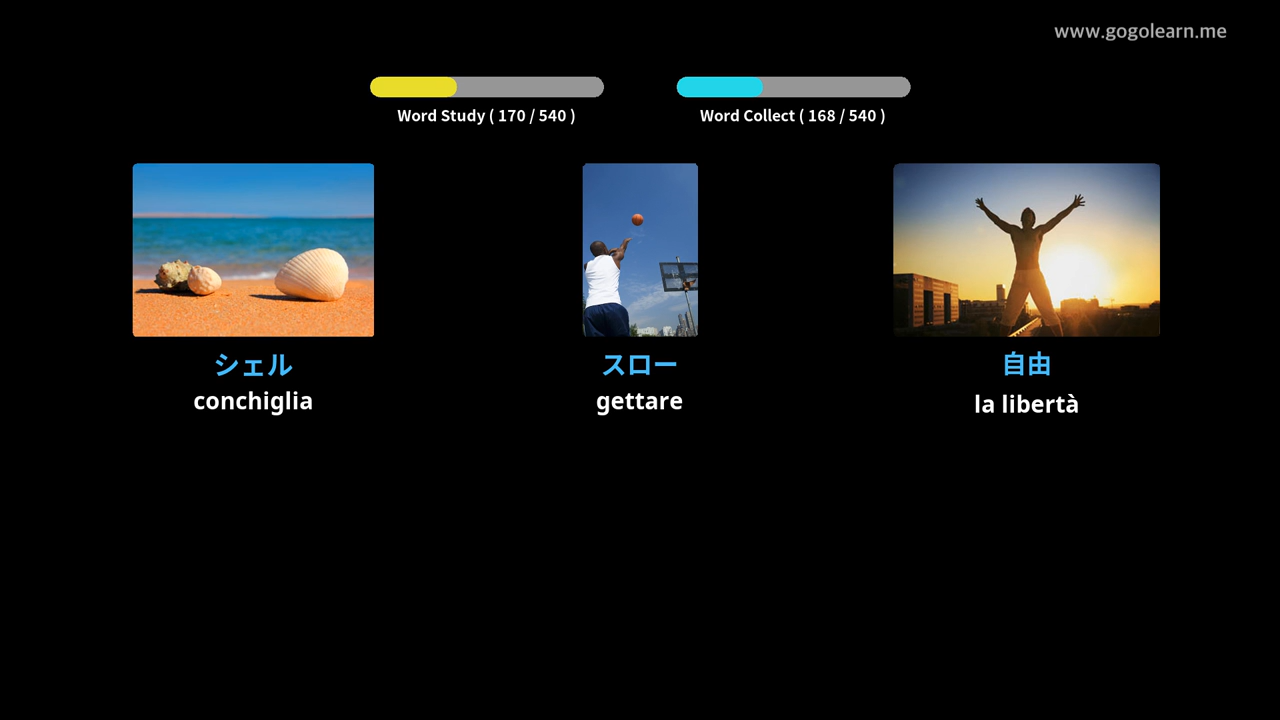 www.gogolearn.me
Word Study ( 170 / 540 )
Word Collect ( 168 / 540 )
シェル
conchiglia
スロー
gettare
自由
la libertà